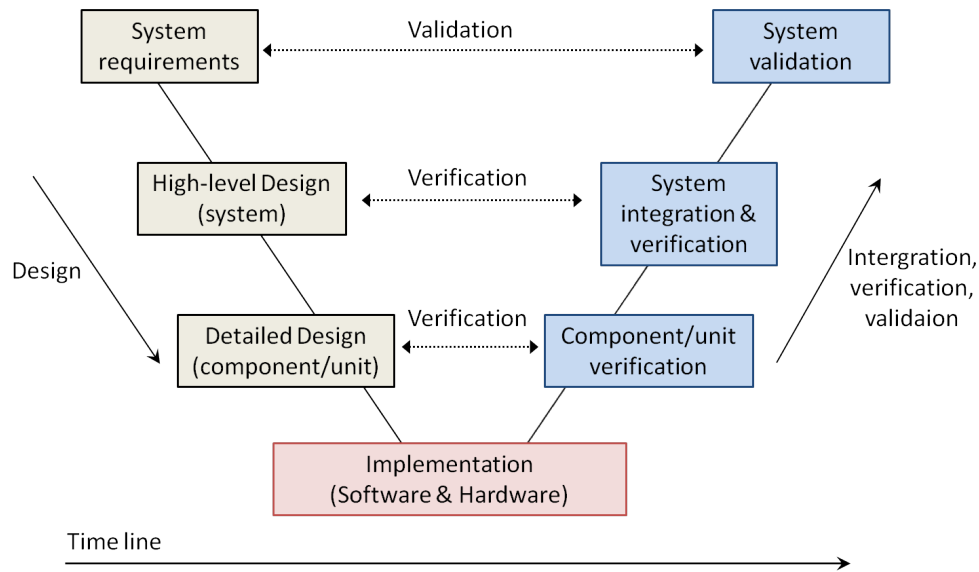 System
requirements
Validation
System
validation
High-level Design
(system)
Verification
System
integration &
verification
Design
Intergration,
verification,
validaion
Detailed Design
(component/unit)
Verification
Component/unit
verification
Implementation
(Software & Hardware)
Time line